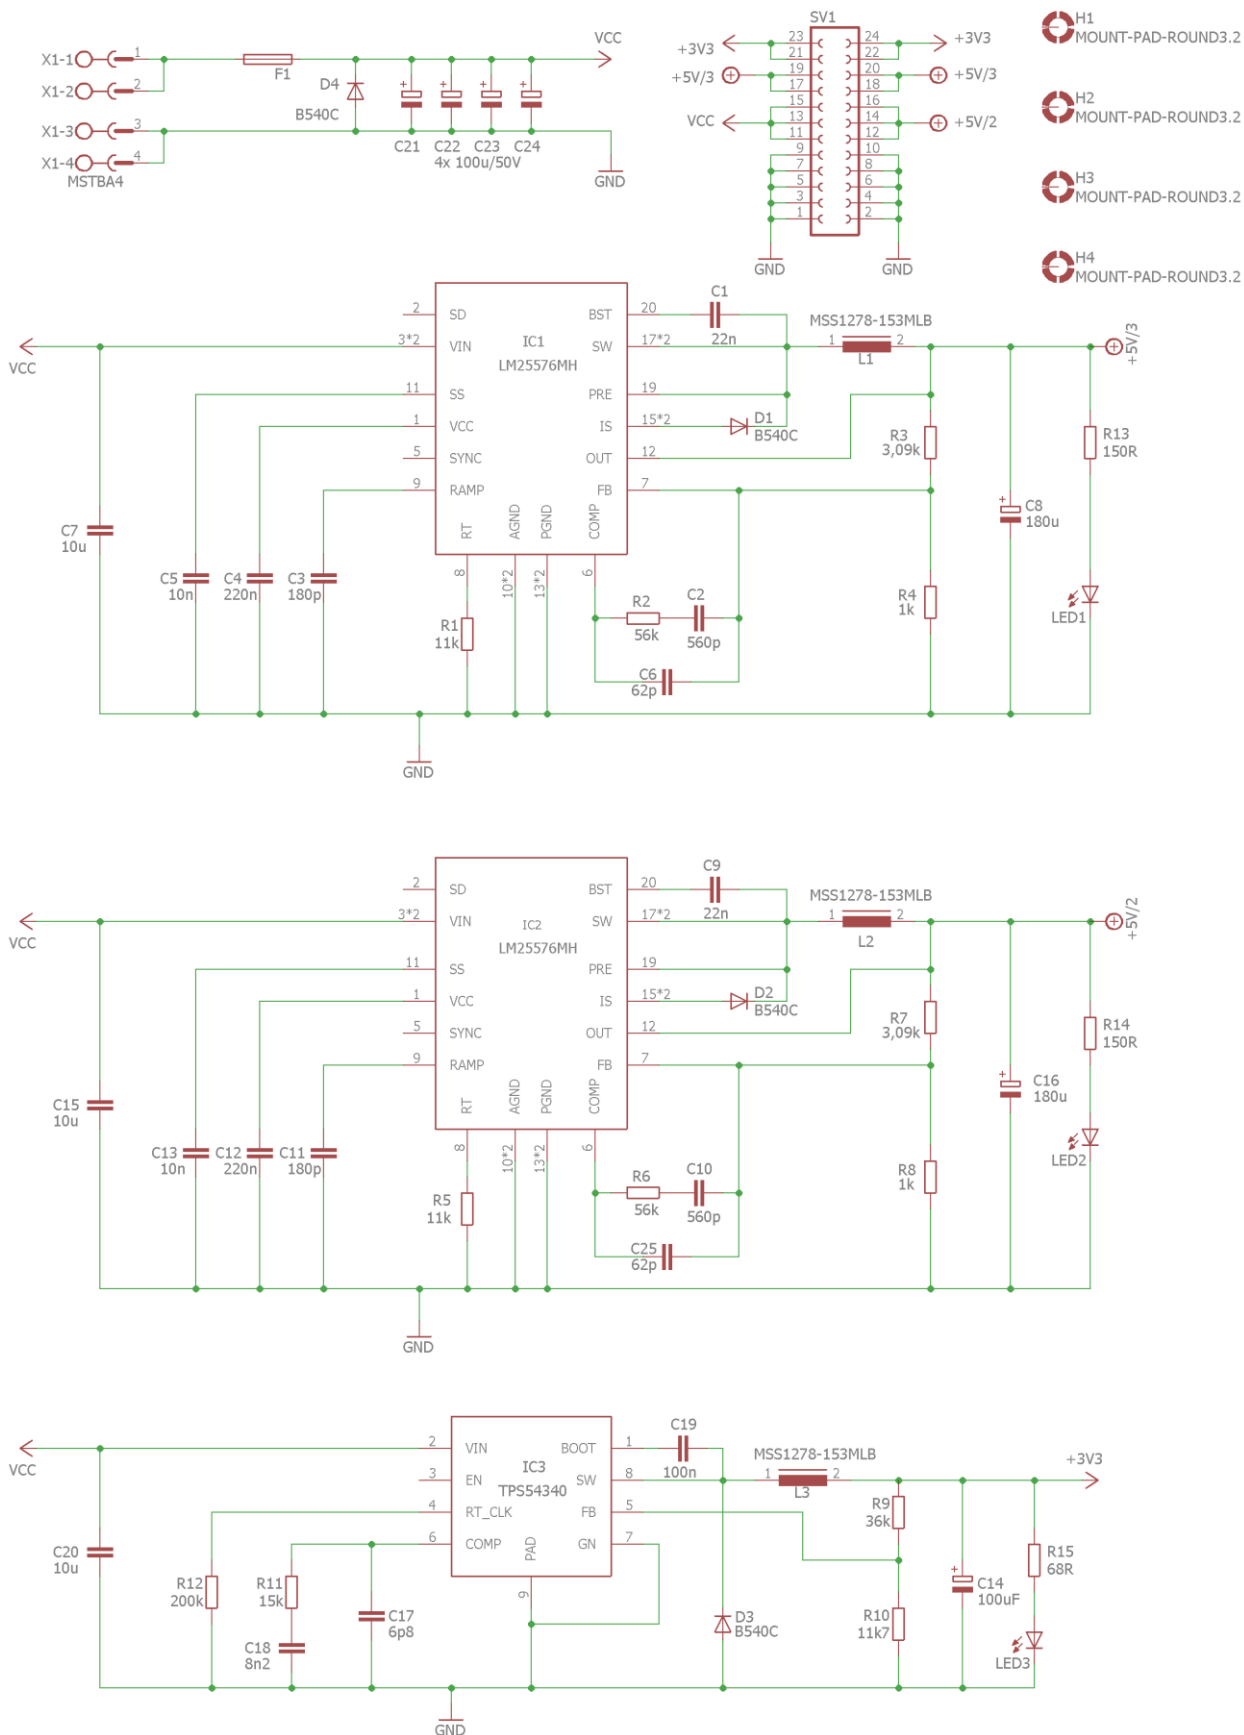 X1-1
1
X1-2
2
X1-3
3
X1-4
4
MSTBA4
F1
D4
B540C
VCC
C21
C22
C23
C24
4x 100u/50V
GND
SV1
+3V3
23
24
+3V3
21
22
+5V/3
19
20
+5V/3
17
18
15
16
VCC
13
14
+5V/2
11
12
9
10
7
8
5
6
3
4
1
2
GND
GND
H1
MOUNT-PAD-ROUND3.2
H2
MOUNT-PAD-ROUND3.2
H3
MOUNT-PAD-ROUND3.2
H4
MOUNT-PAD-ROUND3.2
VCC
C7
10u
C5
10n
C4
220n
C3
180p
2
SD
3*2
VIN
11
SS
1
VCC
5
SYNC
9
RAMP
IC1
LM25576MH
BST
20
SW
17*2
PRE
19
IS
15*2
OUT
12
FB
7
RT
AGND
PGND
COMP
8
10*2
13*2
6
R1
11k
R2
56k
C2
560p
C6
62p
C1
22n
D1
B540C
MSS1278-153MLB
1
2
L1
R3
3,09k
R4
1k
C8
180u
R13
150R
LED1
+5V/3
GND
VCC
C15
10u
C13
10n
C12
220n
C11
180p
2
SD
3*2
VIN
11
SS
1
VCC
5
SYNC
9
RAMP
IC2
LM25576MH
BST
20
SW
17*2
PRE
19
IS
15*2
OUT
12
FB
7
RT
AGND
PGND
COMP
8
10*2
13*2
6
R5
11k
R6
56k
C10
560p
C25
62p
C9
22n
D2
B540C
MSS1278-153MLB
1
2
L2
R7
3,09k
R8
1k
C16
180u
R14
150R
LED2
+5V/2
GND
VCC
C20
10u
R12
200k
R11
15k
C18
8n2
C17
6p8
2
VIN
3
EN
4
RT_CLK
6
COMP
IC3
TPS54340
BOOT
1
SW
8
FB
5
GN
7
PAD
9
C19
100n
D3
B540C
MSS1278-153MLB
1
2
L3
R9
36k
R10
11k7
C14
100uF
R15
68R
LED3
+3V3
GND